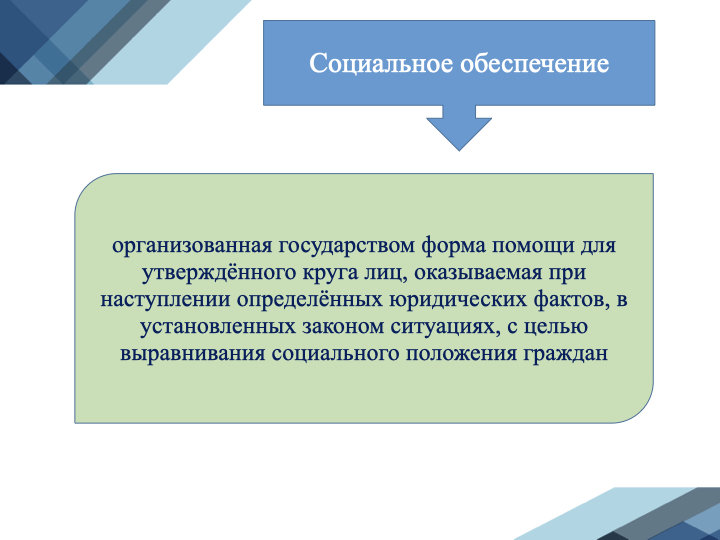 Социальное обеспечение
организованная государством форма помощи для
утверждённого круга лиц, оказываемая при
наступлении определённых юридических фактов, в
установленных законом ситуациях, с целью
выравнивания социального положения граждан